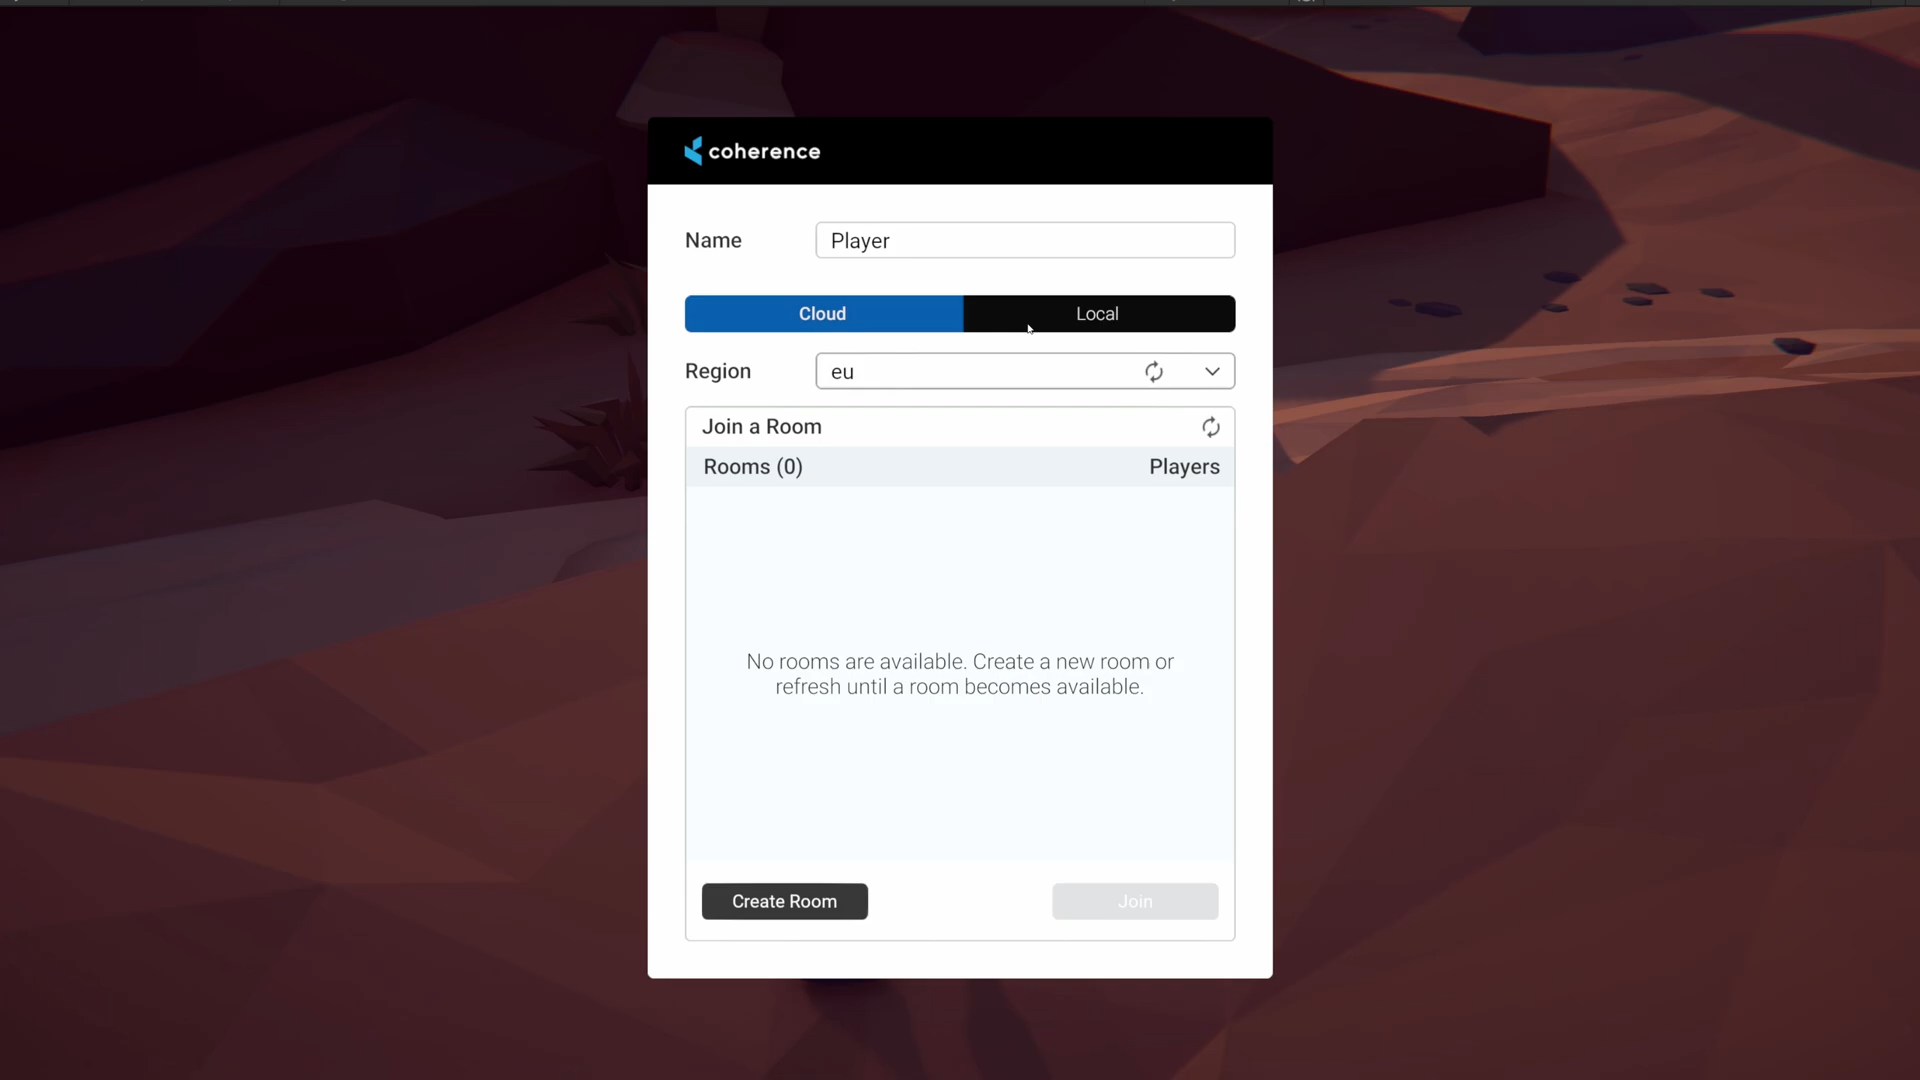 coherence
Name
Player
Cloud
Local
Region
eu
Join a Room
Rooms (0)
Players
No rooms are available. Create a new room or
refresh until a room becomes available.
Create Room
Join